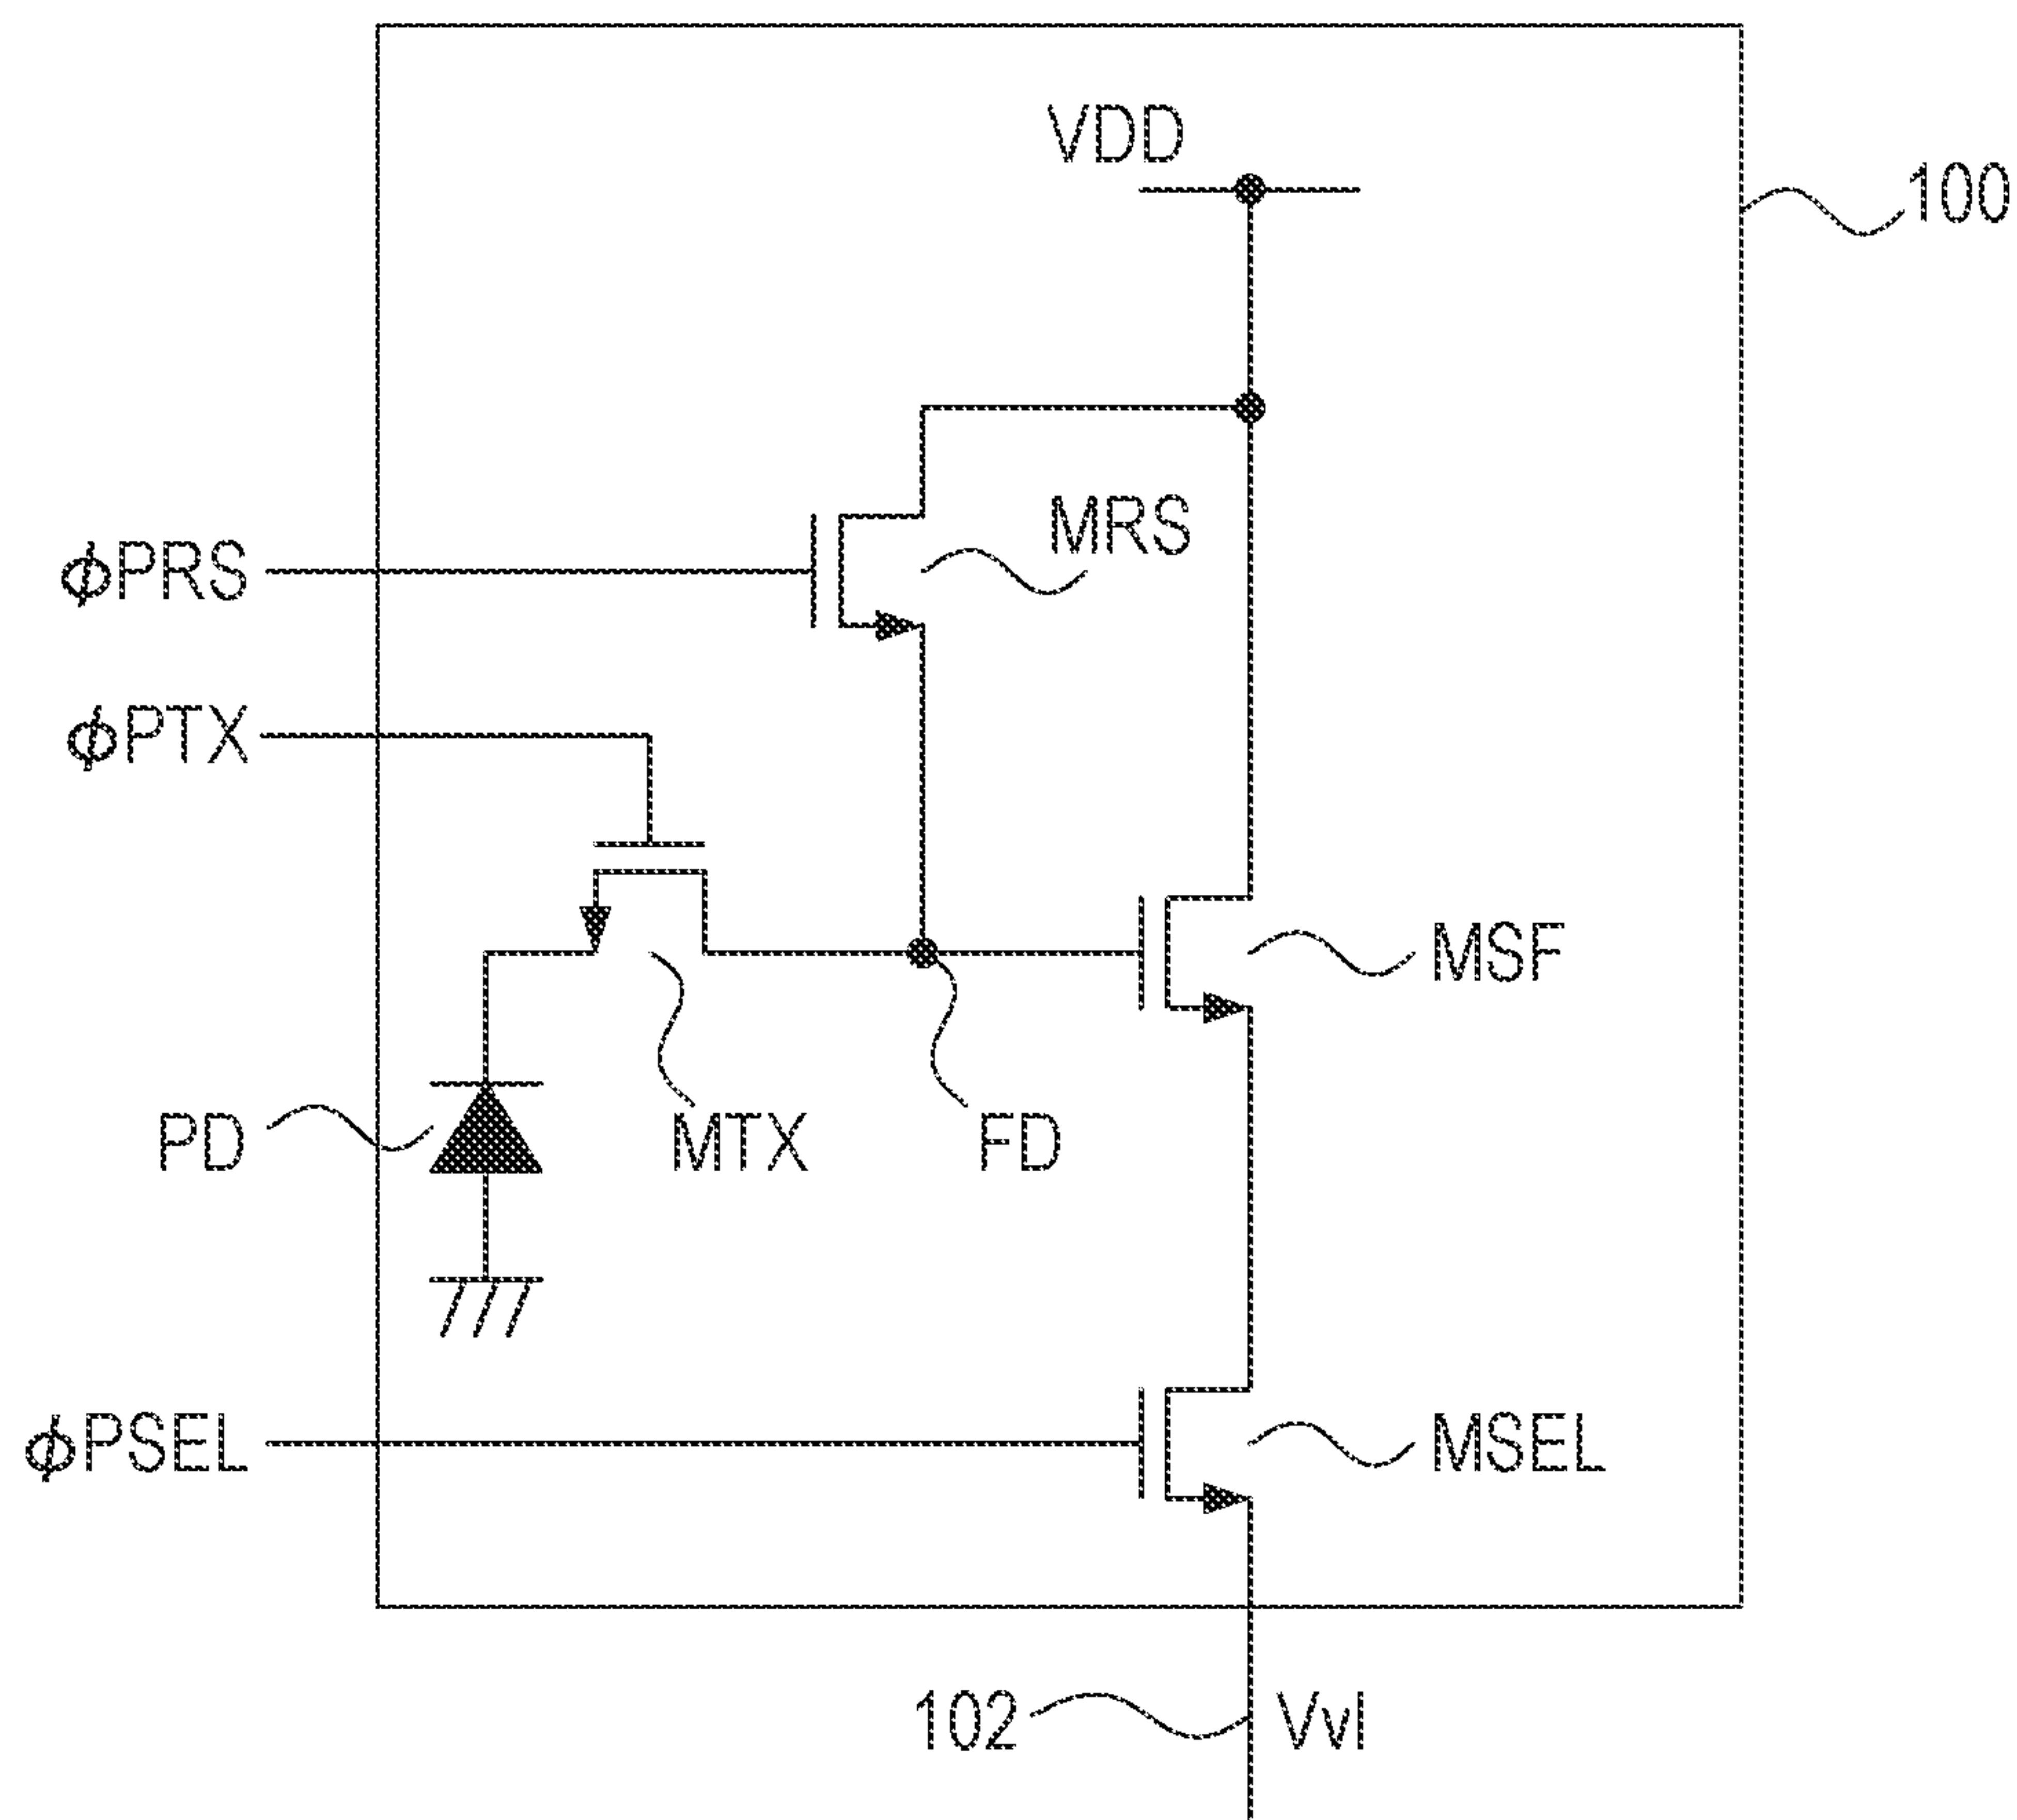 VDD
100
MRS
ϕPRS
ϕPTX
MSF
PD
MTX
FD
ϕPSEL
MSEL
102
Vvl